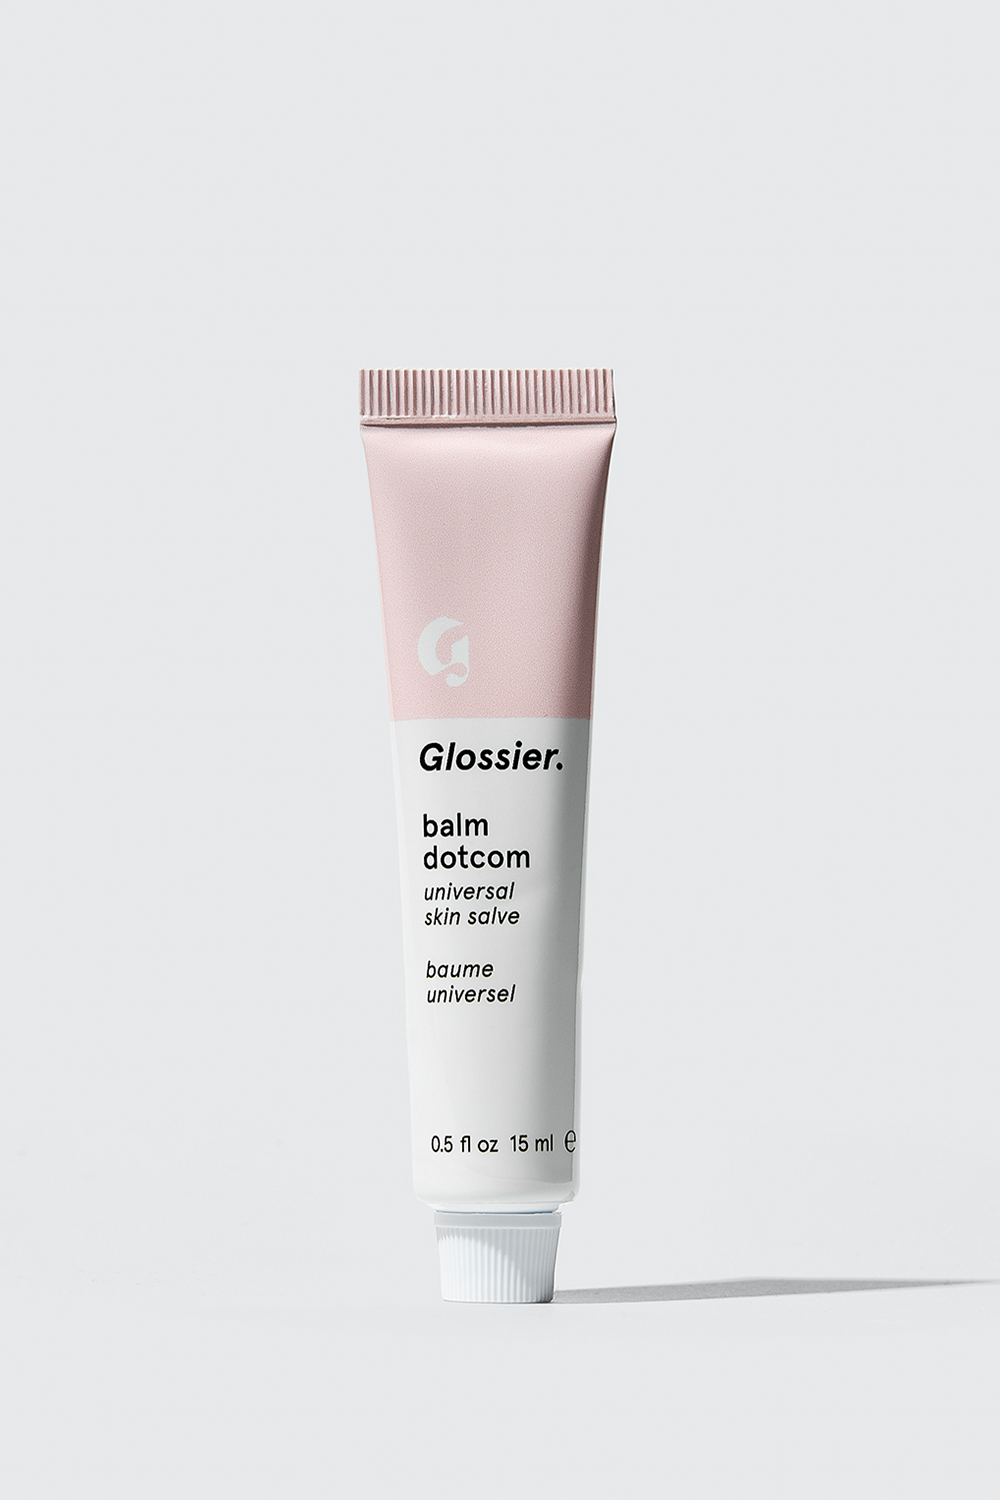 G
Glossier.
balm
dotcom
universal
skin salve
baume
universel
0.5 fl oz 15 ml ℮